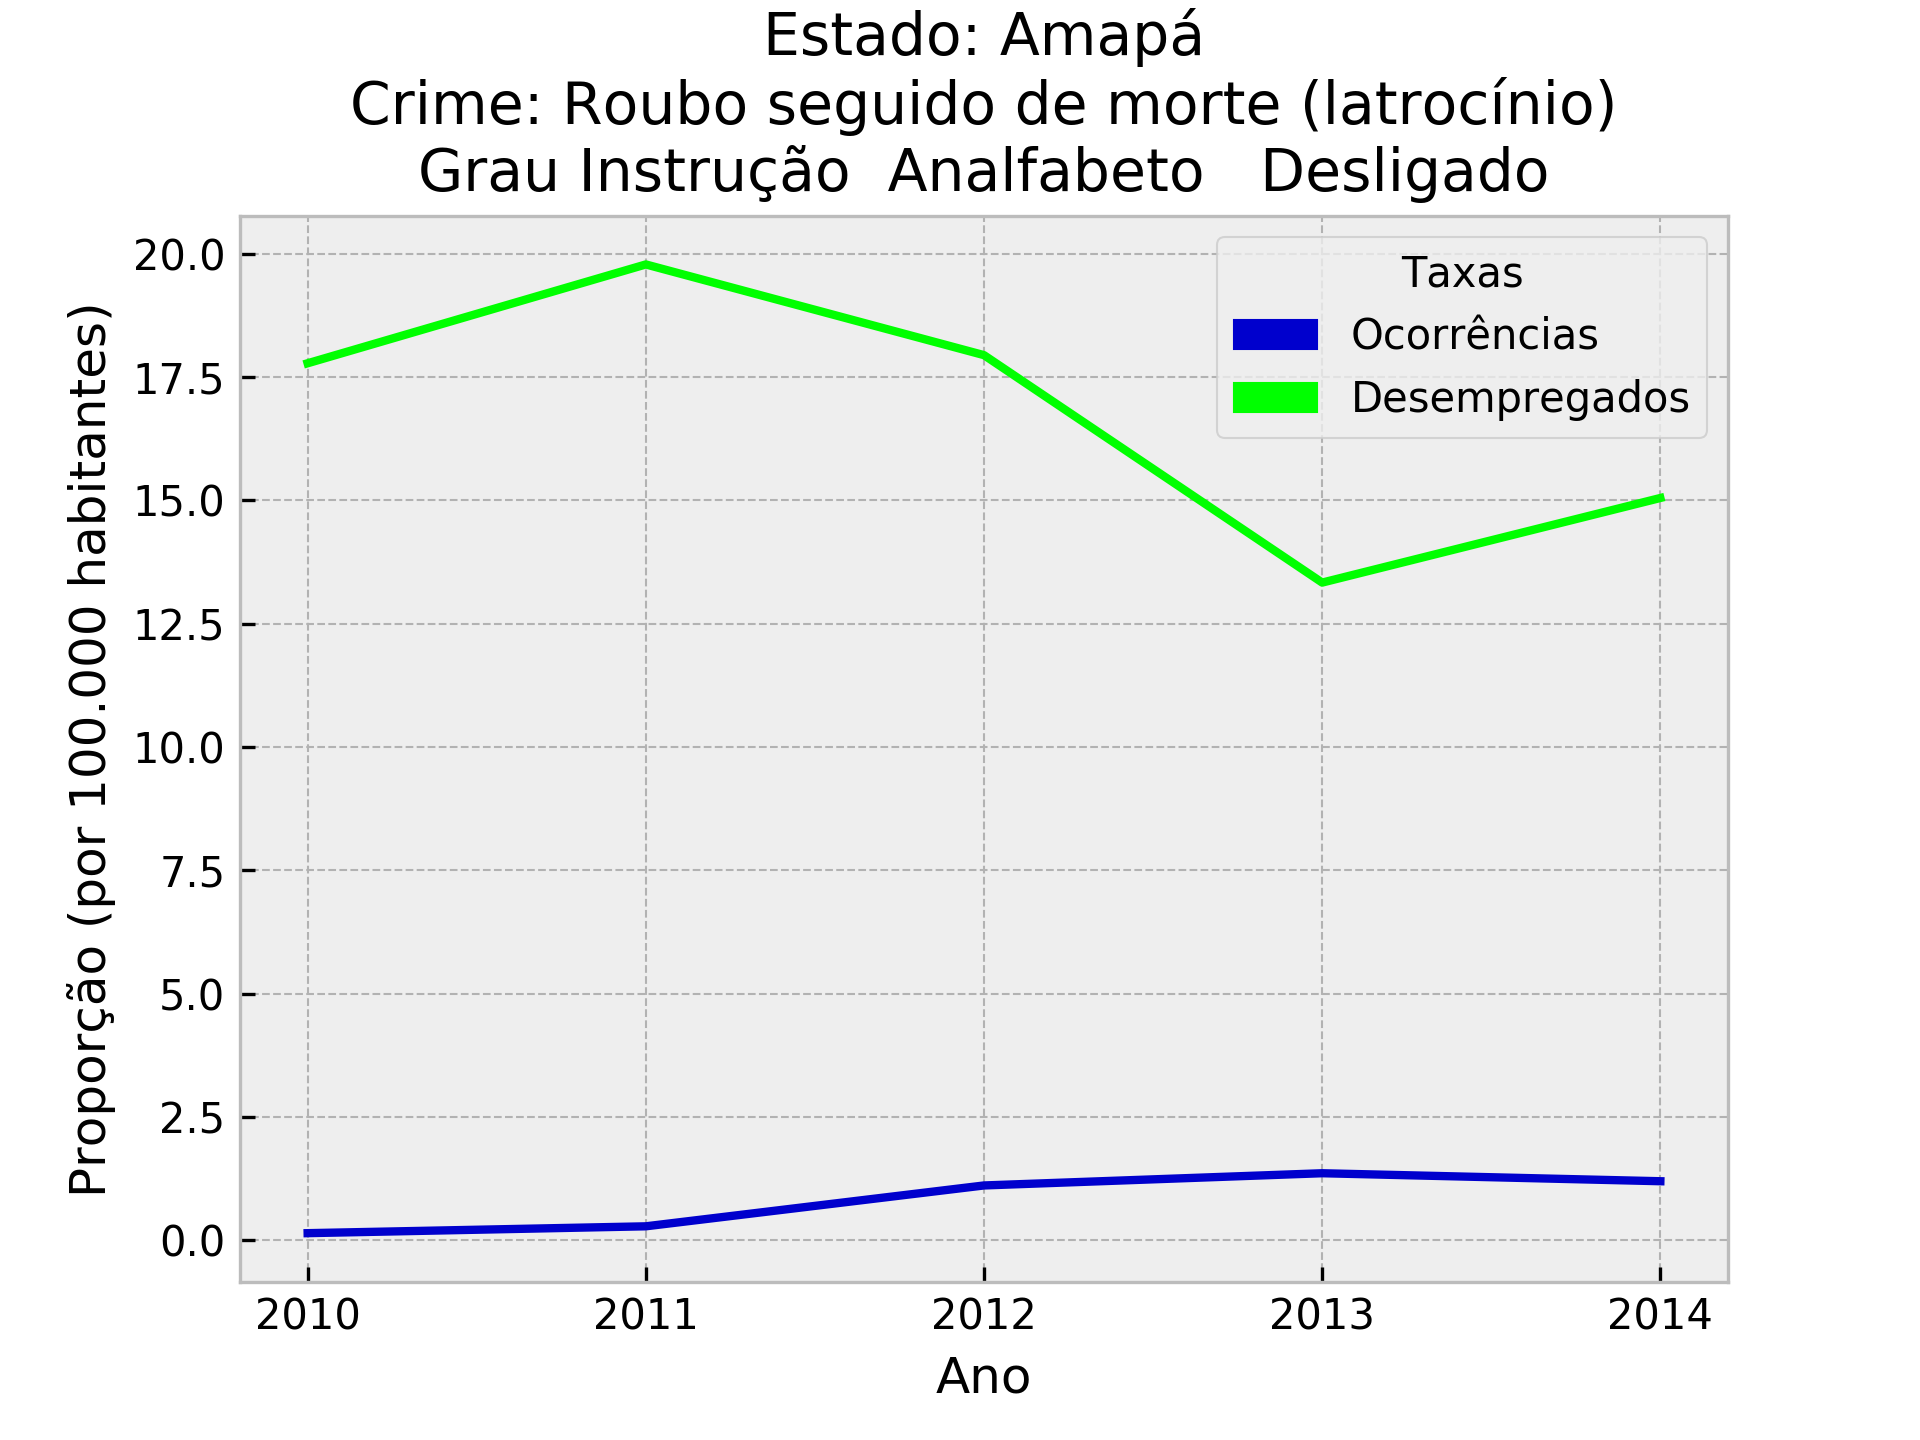 Estado: Amapá
Crime: Roubo seguido de morte (latrocínio)
Grau Instrução  Analfabeto   Desligado
Taxas
Ocorrências
Desempregados
Proporção (por 100.000 habitantes)
20.0
17.5
15.0
12.5
10.0
7.5
5.0
2.5
0.0
2010 2011 2012 2013 2014
Ano